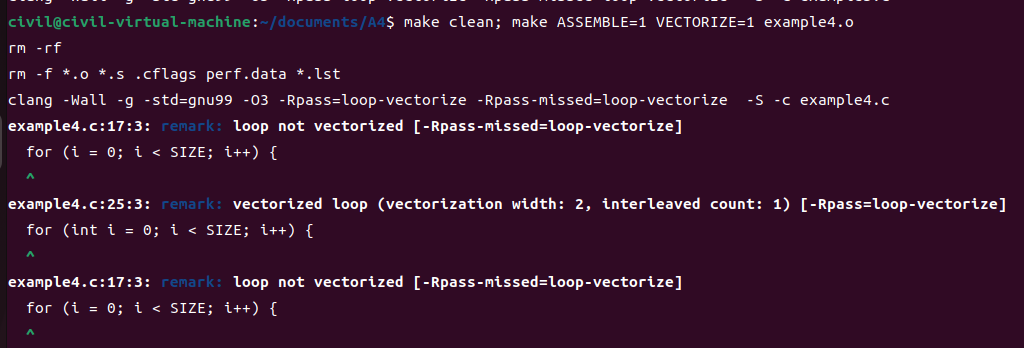 civil@civil-virtual-machine:~/documents/A4$ make clean; make ASSEMBLE=1 VECTORIZE=1 example4.o
rm -rf
rm -f *.o *.s .cflags perf.data *.lst
clang -Wall -g -std=gnu99 -O3 -Rpass=loop-vectorize -Rpass-missed=loop-vectorize  -S -c example4.c
example4.c:17:3: remark: loop not vectorized [-Rpass-missed=loop-vectorize]
  for (i = 0; i < SIZE; i++) {
  ^
example4.c:25:3: remark: vectorized loop (vectorization width: 2, interleaved count: 1) [-Rpass=loop-vectorize]
  for (int i = 0; i < SIZE; i++) {
  ^
example4.c:17:3: remark: loop not vectorized [-Rpass-missed=loop-vectorize]
  for (i = 0; i < SIZE; i++) {
  ^